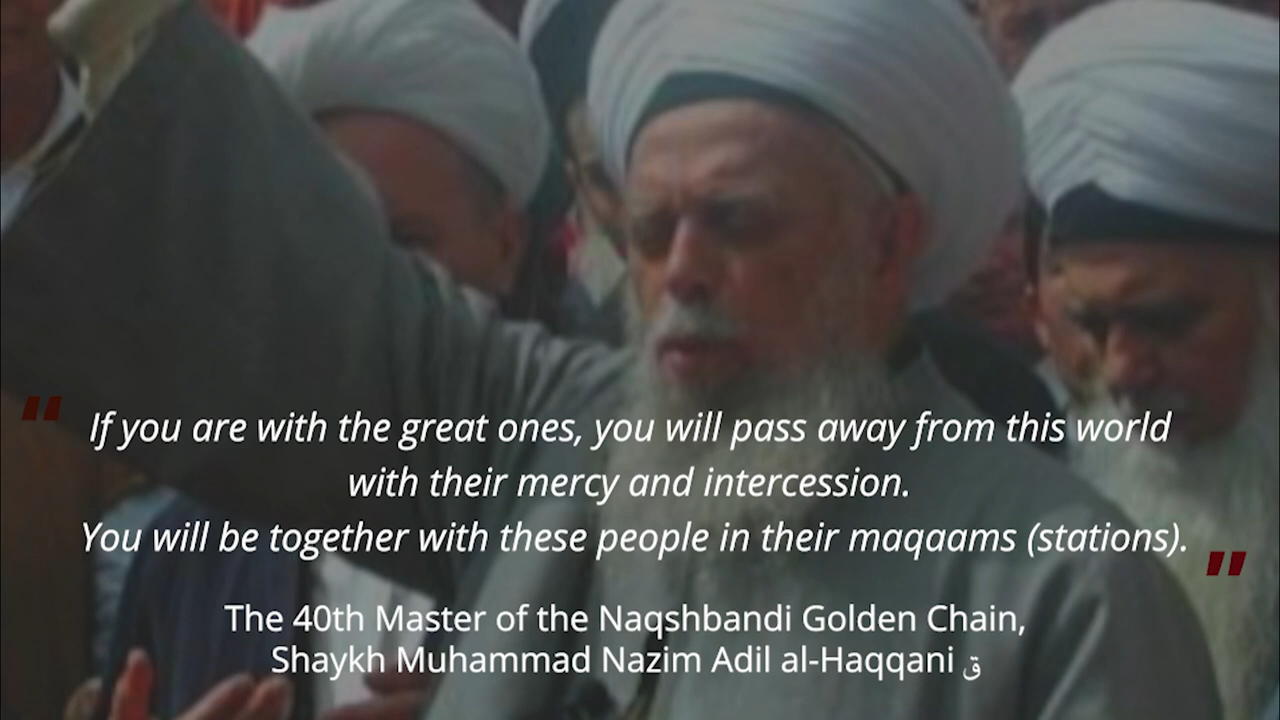 " If you are with the great ones, you will pass away from this world
with their mercy and intercession.
You will be together with these people in their maqaams (stations). "
The 40th Master of the Naqshbandi Golden Chain,
Shaykh Muhammad Nazim Adil al-Haqqani ق